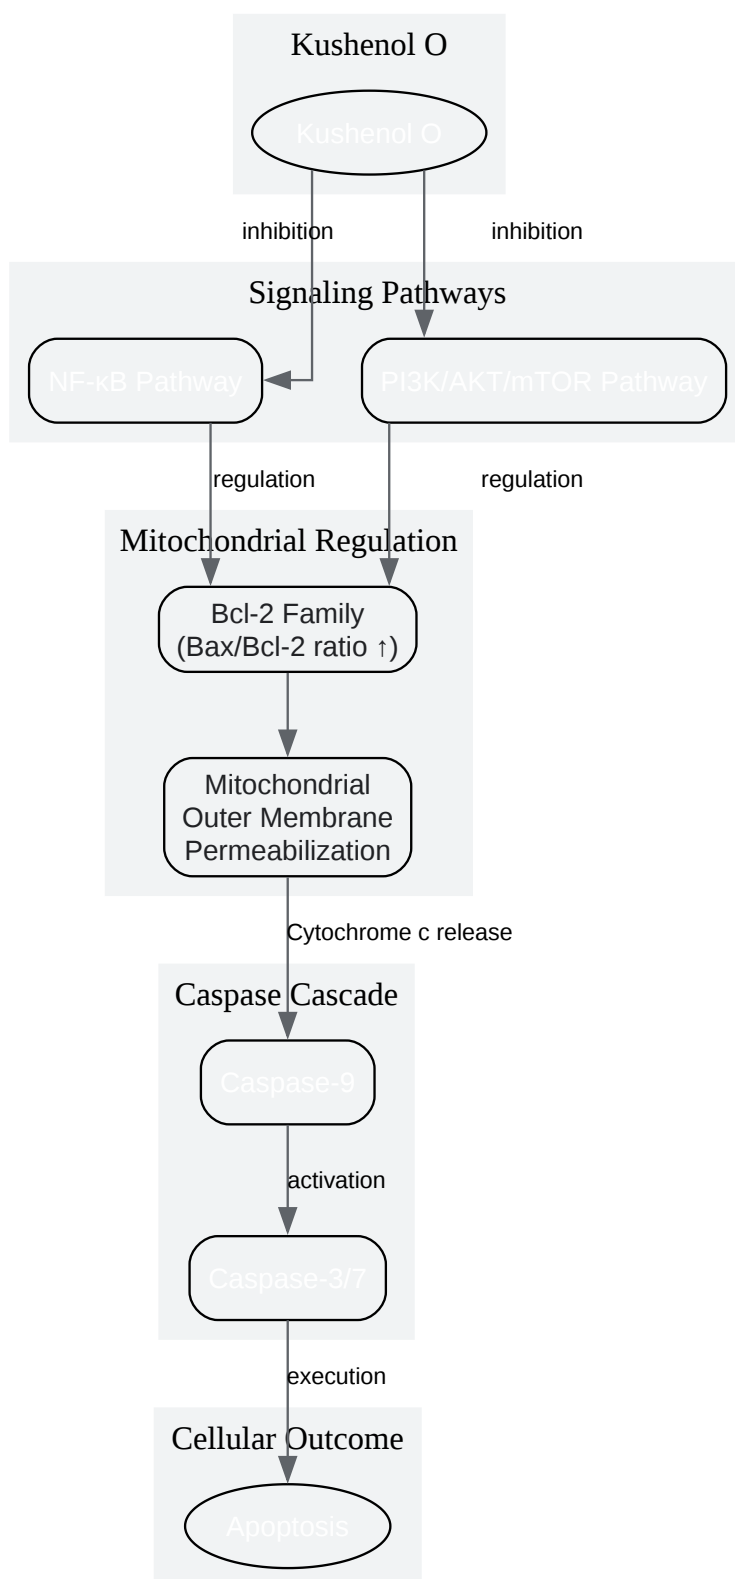 Kushenol O
Kushenol O
inhibition
inhibition
Signaling Pathways
NF-κB Pathway
PI3K/AKT/mTOR Pathway
regulation
regulation
Mitochondrial Regulation
Bcl-2 Family
(Bax/Bcl-2 ratio ↑)
Mitochondrial
Outer Membrane
Permeabilization
Cytochrome c release
Caspase Cascade
Caspase-9
activation
Caspase-3/7
execution
Cellular Outcome
Apoptosis